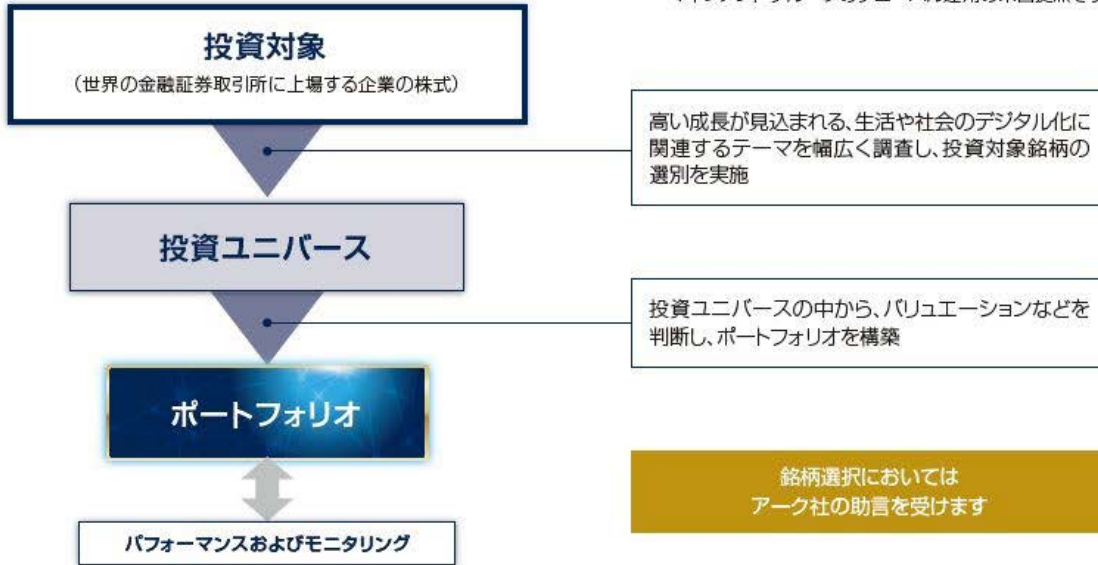 投資対象
（世界の金融証券取引所に上場する企業の株式）
高い成長が見込まれる、生活や社会のデジタル化に
関連するテーマを幅広く調査し、投資対象銘柄の
選別を実施
投資ユニバース
投資ユニバースの中から、バリュエーションなどを
判断し、ポートフォリオを構築
ポートフォリオ
銘柄選択においては
アーク社の助言を受けます
パフォーマンスおよびモニタリング